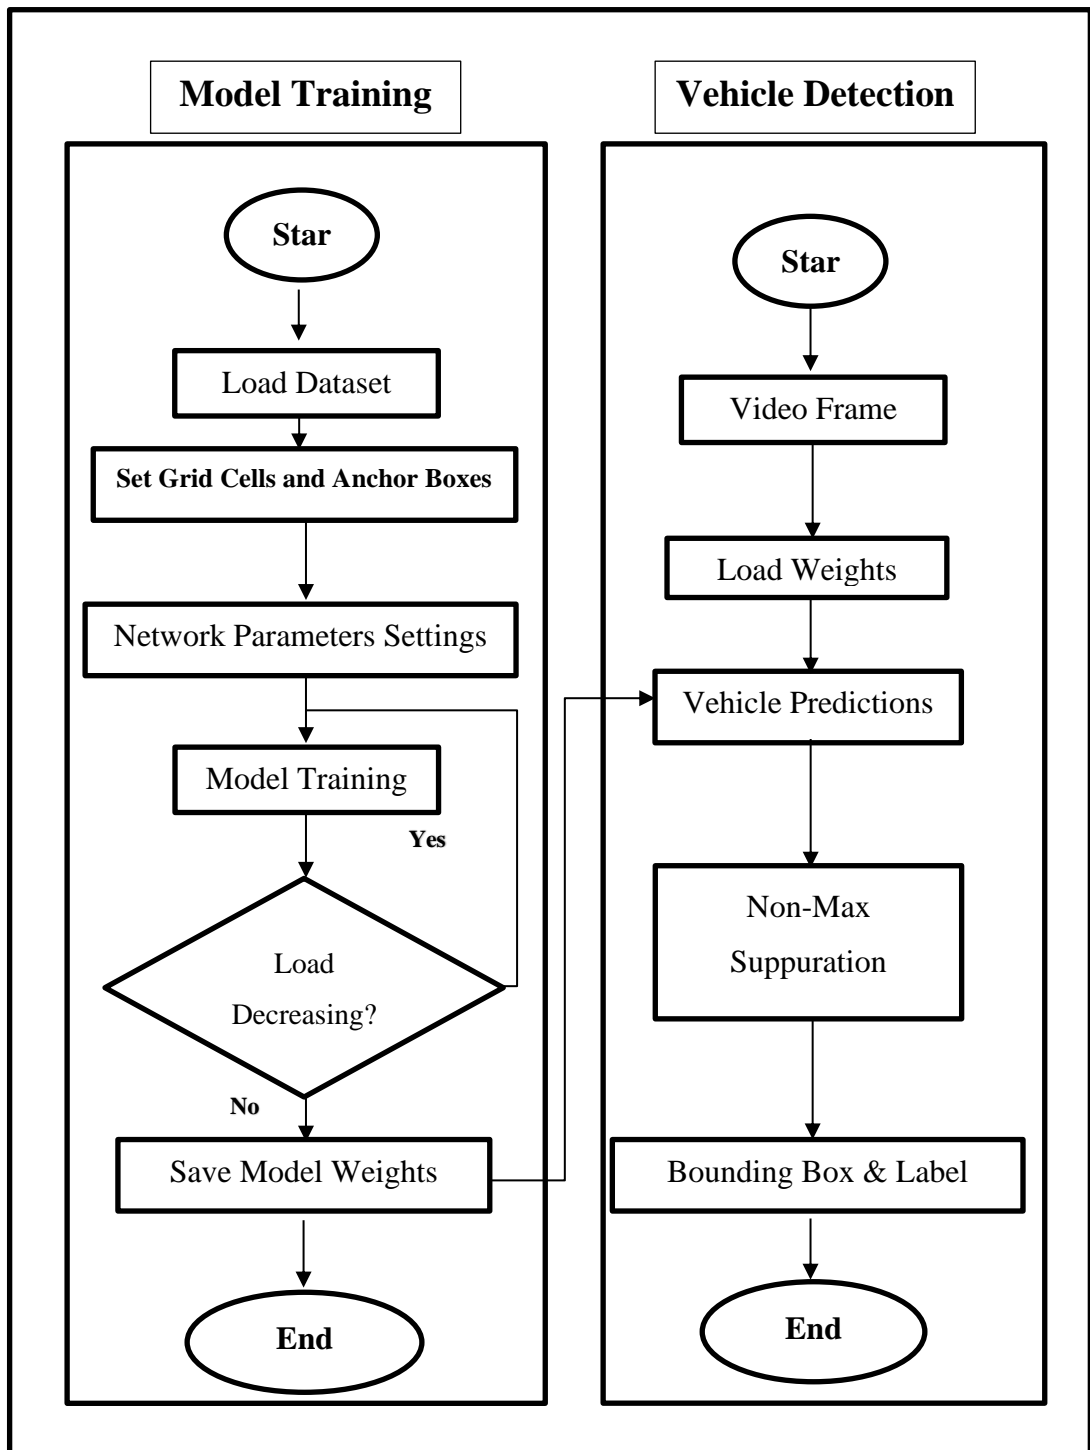 Model Training
Star
Load Dataset
Set Grid Cells and Anchor Boxes
Network Parameters Settings
Model Training
Yes
Load
Decreasing?
No
Save Model Weights
End
Vehicle Detection
Star
Video Frame
Load Weights
Vehicle Predictions
Non-Max
Suppuration
Bounding Box & Label
End